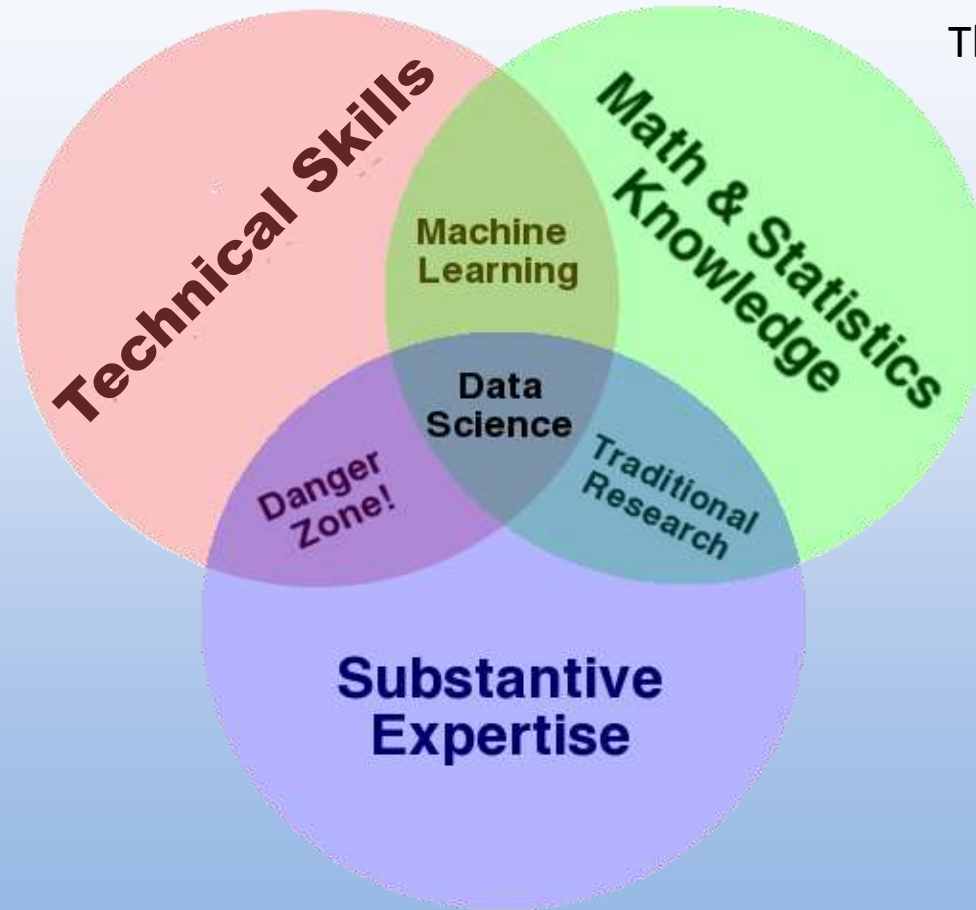 Technical Skills
Math & Statistics
Knowledge
Machine
Learning
Data
Science
Danger
Zone!
Traditional
Research
Substantive
Expertise